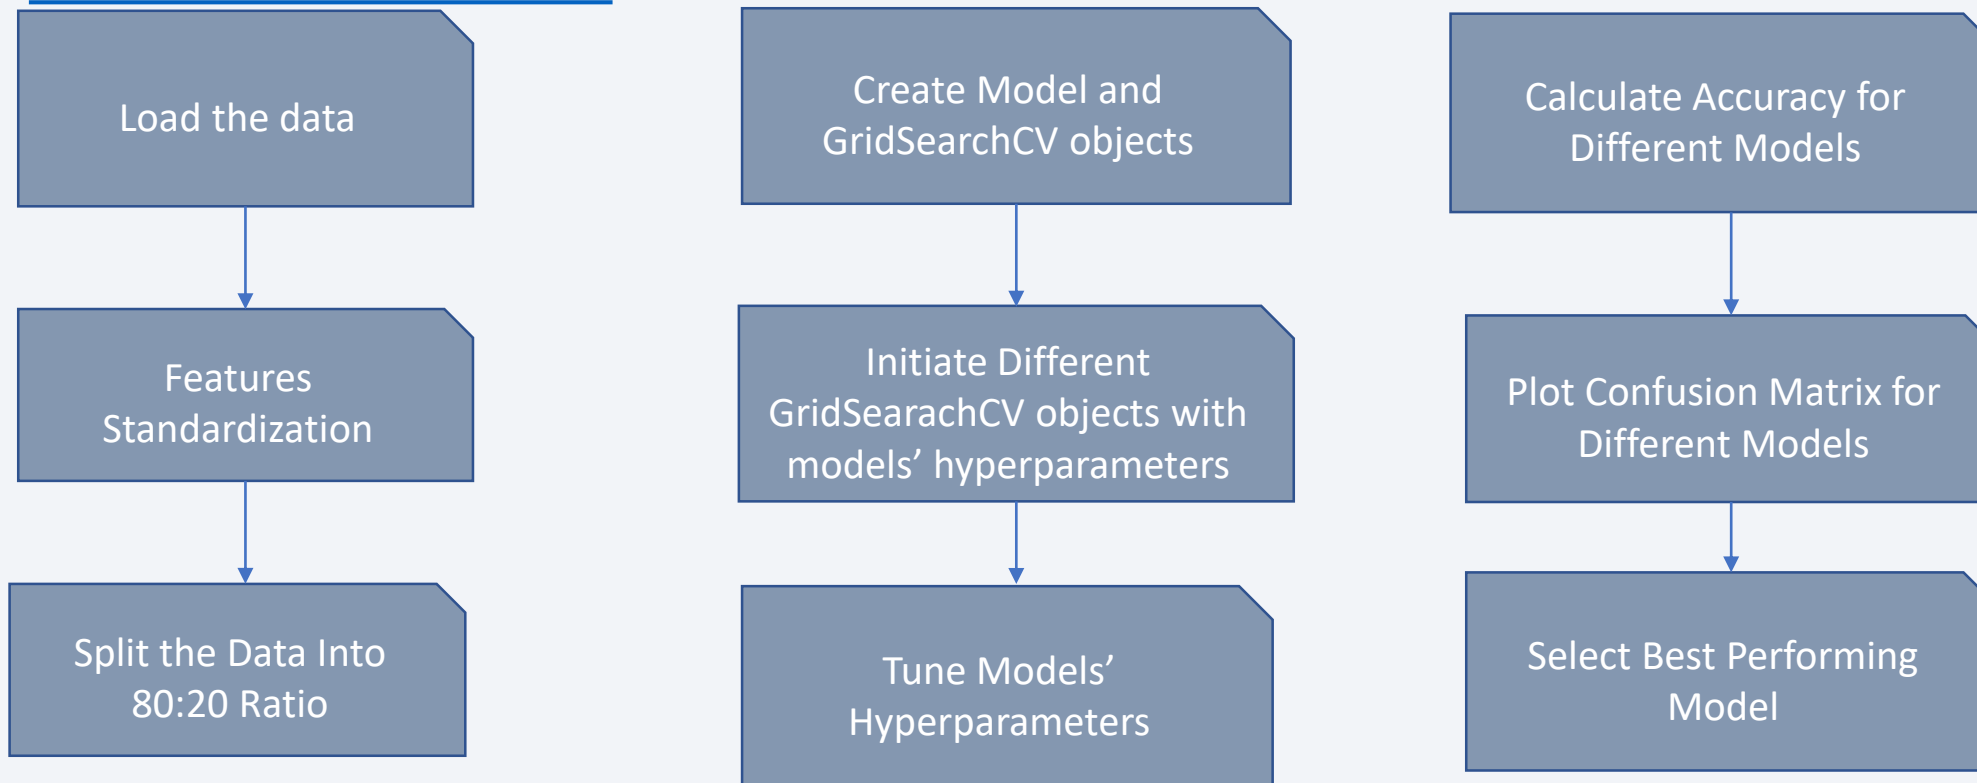 Load the data
Features
Standardization
Split the Data Into
80:20 Ratio
Create Model and
GridSearchCV objects
Initiate Different
GridSearachCV objects with
models’ hyperparameters
Tune Models’
Hyperparameters
Calculate Accuracy for
Different Models
Plot Confusion Matrix for
Different Models
Select Best Performing
Model